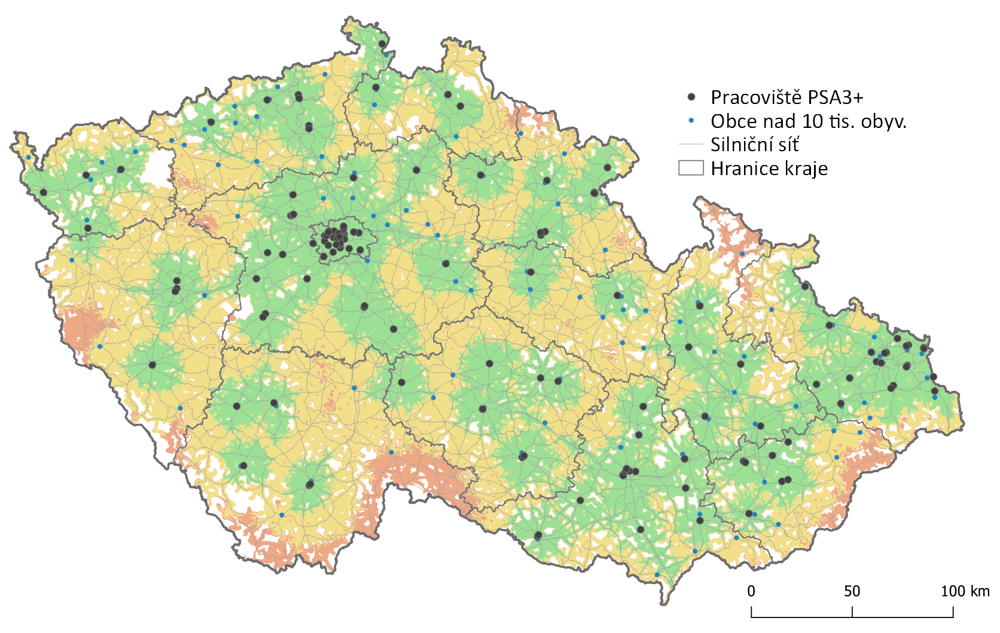 Pracoviště PSA3+
Obce nad 10 tis. obyv.
Silniční síť
Hranice kraje
0 50 100 km